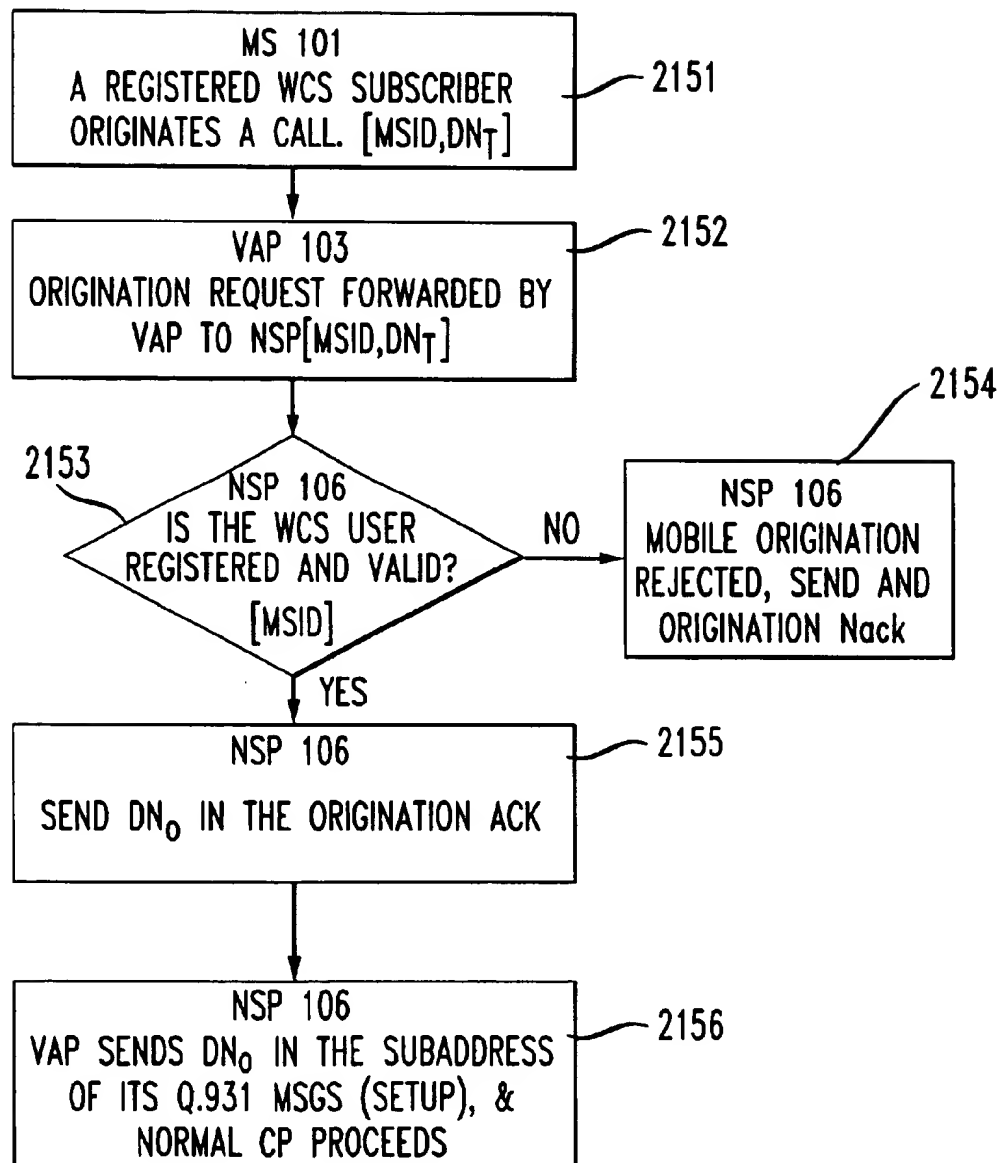 MS 101
A REGISTERED WCS SUBSCRIBER
ORIGINATES A CALL. [MSID,DNT]
2151
VAP 103
ORIGINATION REQUEST FORWARDED BY
VAP TO NSP[MSID,DNT]
2152
2153
NSP 106
IS THE WCS USER
REGISTERED AND VALID?
[MSID]
NO
YES
2154
NSP 106
MOBILE ORIGINATION
REJECTED, SEND AND
ORIGINATION Nack
NSP 106
SEND DNO IN THE ORIGINATION ACK
2155
NSP 106
VAP SENDS DNO IN THE SUBADDRESS
OF ITS Q.931 MSGS (SETUP), &
NORMAL CP PROCEEDS
2156